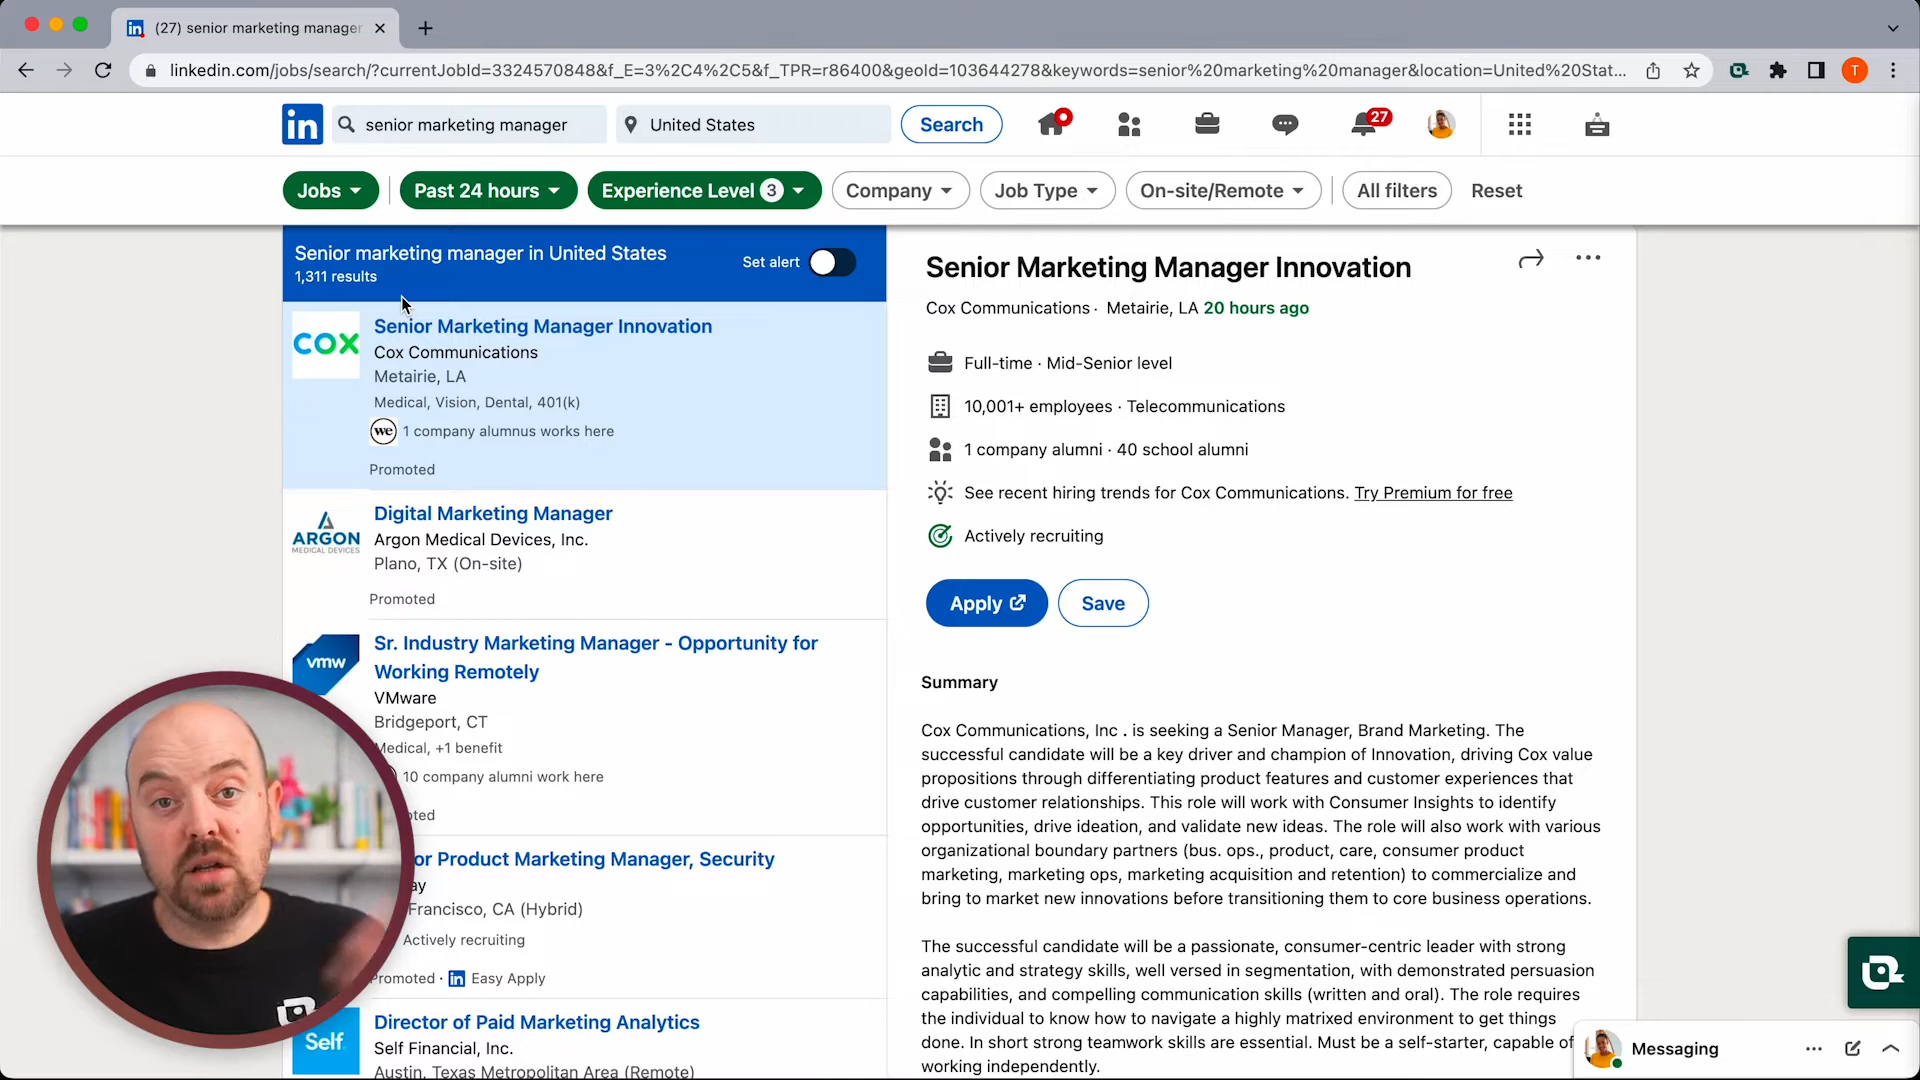 (27) senior marketing manager
linkedin.com/jobs/search/?currentJobId=3324570848&f_E=3%2C4%2C5&f_TPR=r86400&geoId=103644278&keywords=senior%20marketing%20manager&location=United%20Stat...
T
in
senior marketing manager
United States
Search
27
Jobs
Past 24 hours
Experience Level 3
Company
Job Type
On-site/Remote
All filters
Reset
Senior marketing manager in United States
1,311 results
Set alert
COX
Senior Marketing Manager Innovation
Cox Communications
Metairie, LA
Medical, Vision, Dental, 401(k)
we
1 company alumnus works here
Promoted
ARGON
MEDICAL DEVICES
Digital Marketing Manager
Argon Medical Devices, Inc.
Plano, TX (On-site)
Promoted
vmw
Sr. Industry Marketing Manager - Opportunity for
Working Remotely
VMware
Bridgeport, CT
Medical, +1 benefit
10 company alumni work here
oted
or Product Marketing Manager, Security
ay
Francisco, CA (Hybrid)
Actively recruiting
Promoted · in Easy Apply
Self.
Director of Paid Marketing Analytics
Self Financial, Inc.
Austin, Texas Metropolitan Area (Remote)
Senior Marketing Manager Innovation
Cox Communications · Metairie, LA 20 hours ago
Full-time · Mid-Senior level
10,001+ employees · Telecommunications
1 company alumni · 40 school alumni
See recent hiring trends for Cox Communications. Try Premium for free
Actively recruiting
Apply
Save
Summary
Cox Communications, Inc . is seeking a Senior Manager, Brand Marketing. The
successful candidate will be a key driver and champion of Innovation, driving Cox value
propositions through differentiating product features and customer experiences that
drive customer relationships. This role will work with Consumer Insights to identify
opportunities, drive ideation, and validate new ideas. The role will also work with various
organizational boundary partners (bus. ops., product, care, consumer product
marketing, marketing ops, marketing acquisition and retention) to commercialize and
bring to market new innovations before transitioning them to core business operations.
The successful candidate will be a passionate, consumer-centric leader with strong
analytic and strategy skills, well versed in segmentation, with demonstrated persuasion
capabilities, and compelling communication skills (written and oral). The role requires
the individual to know how to navigate a highly matrixed environment to get things
done. In short strong teamwork skills are essential. Must be a self-starter, capable of
working independently.
Messaging